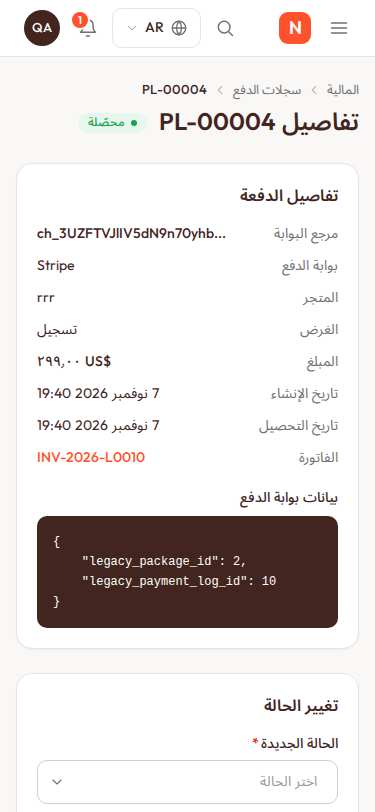 N
AR
1
QA
المالية > سجلات الدفع > PL-00004
تفاصيل PL-00004
محصّلة
تفاصيل الدفعة
مرجع البوابة ch_3UZFTVJIIV5dN9n70yhb...
بوابة الدفع Stripe
المتجر rrr
الغرض تسجيل
المبلغ ٢٩٩,٠٠ US$
تاريخ الإنشاء 7 نوفمبر 2026 19:40
تاريخ التحصيل 7 نوفمبر 2026 19:40
الفاتورة INV-2026-L0010
بيانات بوابة الدفع
{
"legacy_package_id": 2,
"legacy_payment_log_id": 10
}
تغيير الحالة
الحالة الجديدة *
اختر الحالة